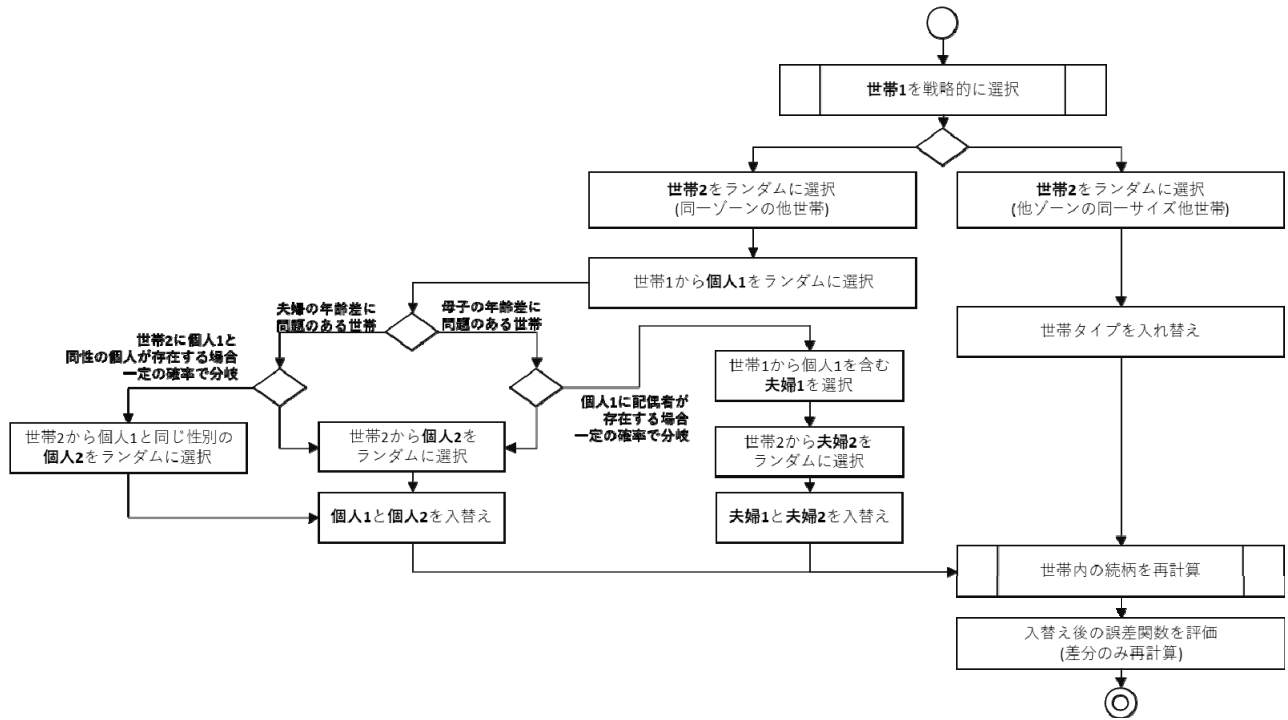 世帯1を戦略的に選択
世帯2をランダムに選択
(同一ゾーンの他世帯)
世帯2をランダムに選択
(他ゾーンの同一サイズ他世帯)
世帯1から個人1をランダムに選択
夫婦の年齢差に
問題のある世帯
母子の年齢差に
問題のある世帯
世帯タイプを入れ替え
世帯2に個人1と
同性の個人が存在する場合
一定の確率で分岐
世帯1から個人1を含む
夫婦1を選択
個人1に配偶者が
存在する場合
一定の確率で分岐
世帯2から個人1と同じ性別の
個人2をランダムに選択
世帯2から個人2を
ランダムに選択
世帯2から夫婦2を
ランダムに選択
個人1と個人2を入替え
夫婦1と夫婦2を入替え
世帯内の続柄を再計算
入替え後の誤差関数を評価
(差分のみ再計算)